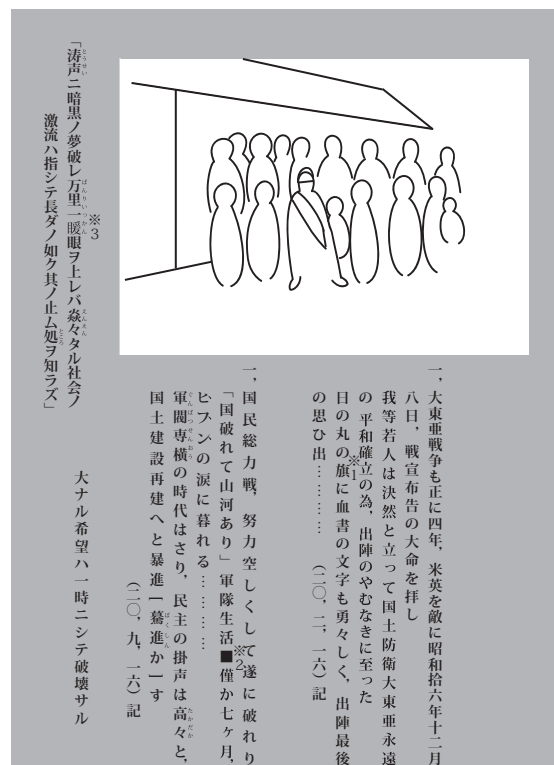 一，大東亜戦争も正に四年，米英を敵に昭和拾六年十二月
八日，戦宣布告の大命を拝し
我等若人は決然と立って国土防衛大東亜永遠
の平和確立の為，出陣のやむなきに至った※1
日の丸の旗に血書の文字も勇々しく，出陣最後
の思ひ出…………（二〇，二，一六）記
一，国民総力戦，努力空しくして遂に破れり
「国破れて山河あり」軍隊生活■僅か七ヶ月，※2
ヒブンの涙に暮れる…………
軍閥専横の時代はさり，民主の掛声は高々と，
国土建設再建へと暴進［驀進か］す
（二〇，九，一六）記
「涛声ニ暗黒ノ夢破レ万里一暖眼ヲ上レバ焱々タル社会ノ※3
激流ハ指シテ長ダノ如ク其ノ止ム処ヲ知ラズ」
大ナル希望ハ一時ニシテ破壊サル